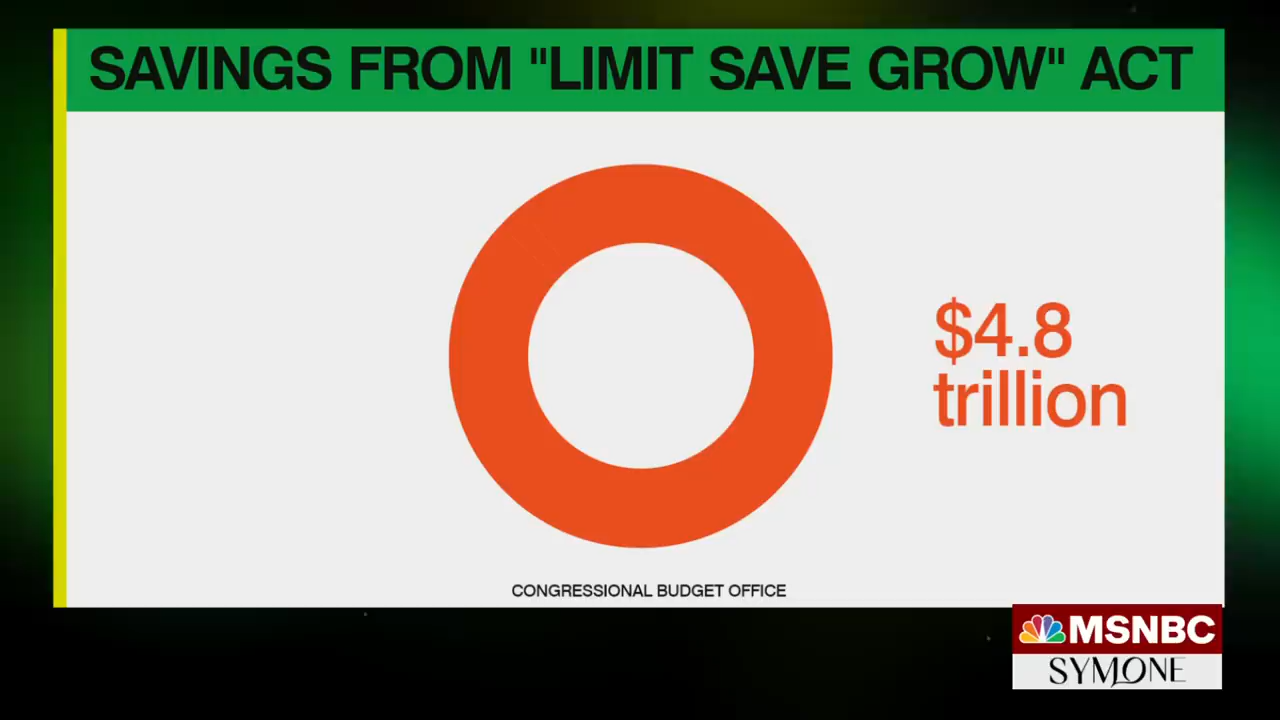 SAVINGS FROM "LIMIT SAVE GROW" ACT
$4.8
trillion
CONGRESSIONAL BUDGET OFFICE
MSNBC
SYMONE